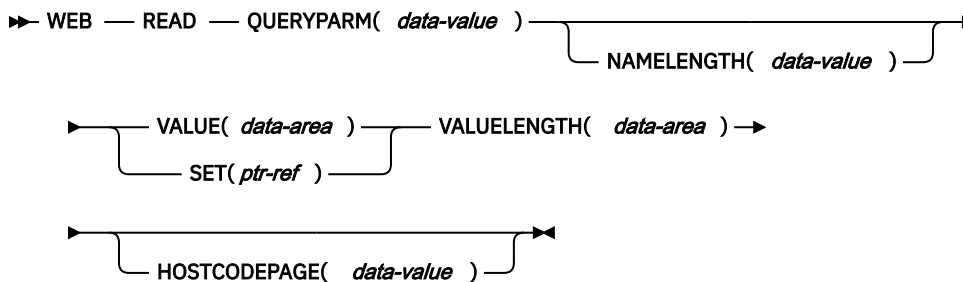 WEB READ QUERYPARM( data-value )
NAMELENGTH( data-value )
VALUE( data-area ) VALUELENGTH( data-area )
SET( ptr-ref )
HOSTCODEPAGE( data-value )